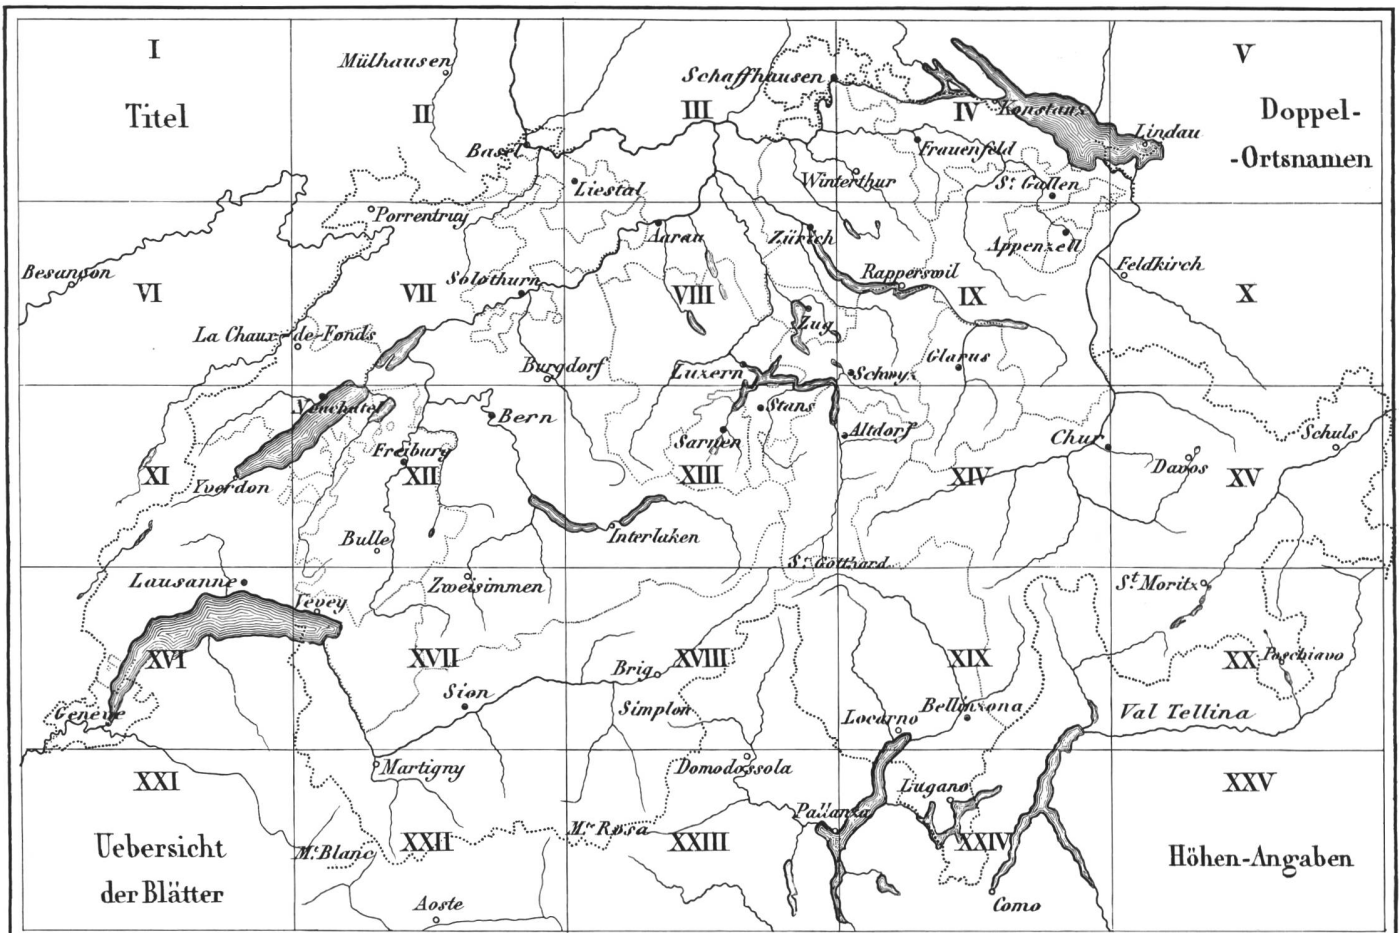 I
Titel
Mülhausen
II
Basel
Schaffhausen
III
Liestal
Winterthur
IV
Konstanz
Frauenfeld
St. Gallen
Lindau
V
Doppel-
-Ortsnamen
Besançon
VI
Porrentruy
Solothurn
VII
La Chaux-de-Fonds
Burgdorf
Aarau
Zürich
VIII
Zug
Luzern
Appenzell
Rapperswil
IX
Glarus
Schwyz
Feldkirch
X
Neuchatel
XI
Yverdon
Bern
Freiburg
XII
Bulle
Stans
Sarnen
XIII
Interlaken
Altdorf
Chur
XIV
St. Gotthard
Davos
Schuls
XV
Lausanne
Vevey
XVI
Genève
Zweisimmen
XVII
Sion
Brig
XVIII
Simplon
XIX
Bellinzona
Locarno
St. Moritz
XX
Poschiavo
Val Tellina
XXI
Uebersicht
der Blätter
Martigny
Mt. Blanc
XXII
Aoste
Domodossola
Mte. Rosa
XXIII
Pallanza
Lugano
XXIV
Como
XXV
Höhen-Angaben